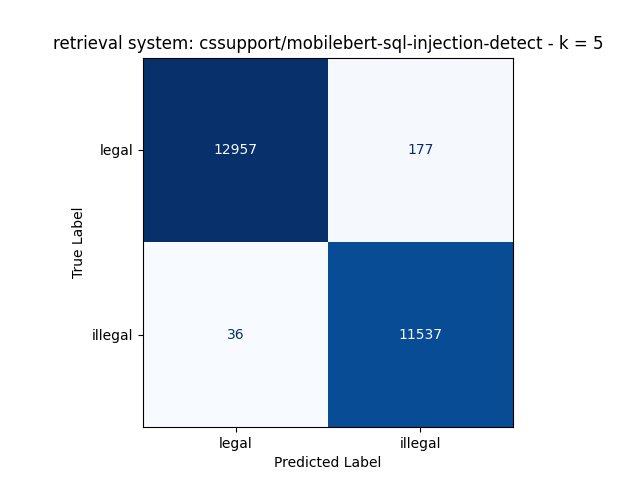 retrieval system: cssupport/mobilebert-sql-injection-detect - k = 5
legal
12957
177
True Label
illegal
36
11537
legal
illegal
Predicted Label